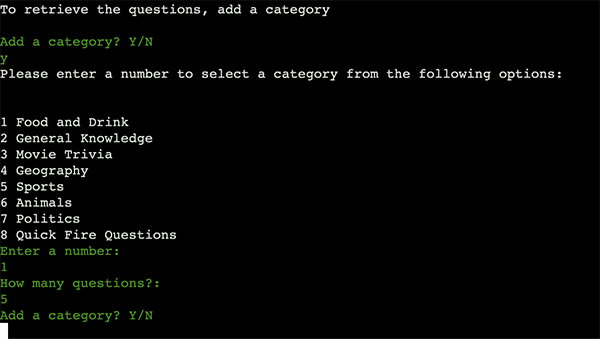 To retrieve the questions, add a category
Add a category? Y/N
y
Please enter a number to select a category from the following options:
1 Food and Drink
2 General Knowledge
3 Movie Trivia
4 Geography
5 Sports
6 Animals
7 Politics
8 Quick Fire Questions
Enter a number:
1
How many questions?:
5
Add a category? Y/N